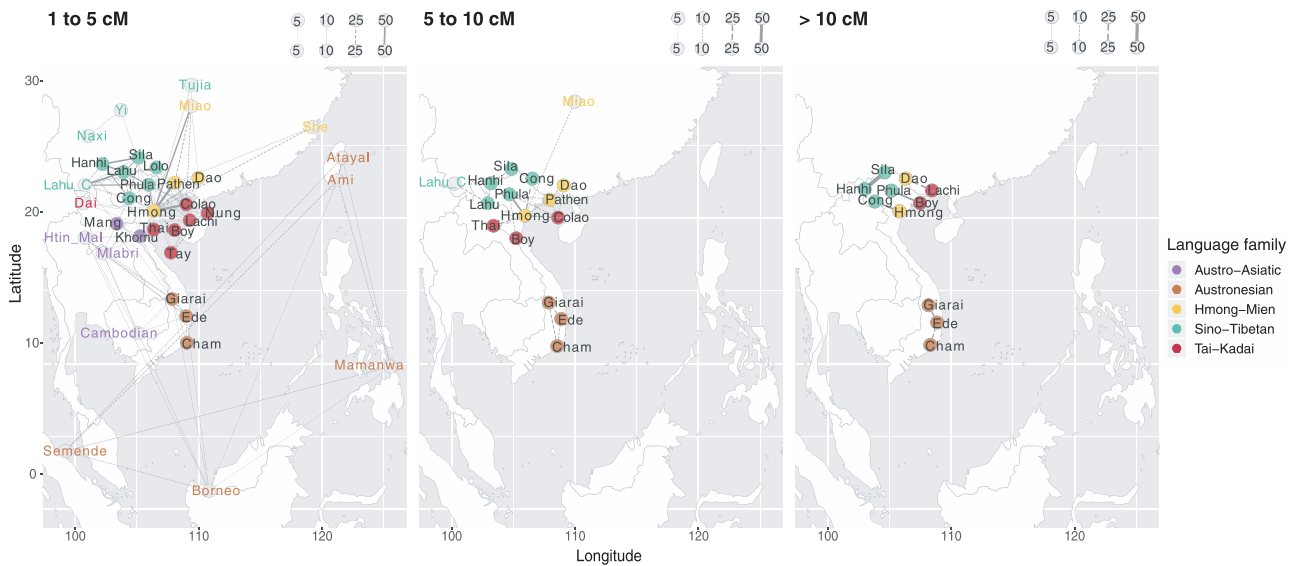 1 to 5 cM
5 10 25 50
5 10 25 50
5 to 10 cM
5 10 25 50
5 10 25 50
> 10 cM
5 10 25 50
5 10 25 50
Latitude
30
20
10
0
Tujia
Miao
Yi
She
Naxi
Sila
Hanhi
Lolo
Lahu
Atayal
Lahu_C
Phula
Pathen
Dao
Ami
Cong
Dai
Colao
Hmong
Nung
Mang
Lachi
Thai
Boy
Htin_Mal
Khomu
Mlabri
Tay
Giarai
Ede
Cambodian
Cham
Mamanwa
Semende
Borneo
100
110
120
Miao
Sila
Cong
Lahu_C
Hanhi
Dao
Phula
Lahu
Pathen
Hmong
Colao
Thai
Boy
Giarai
Ede
Cham
100
110
120
Sila
Dao
Hanhi
Phula
Lachi
Cong
Boy
Hmong
Giarai
Ede
Cham
100
110
120
Longitude
Language family
Austro−Asiatic
Austronesian
Hmong−Mien
Sino−Tibetan
Tai−Kadai